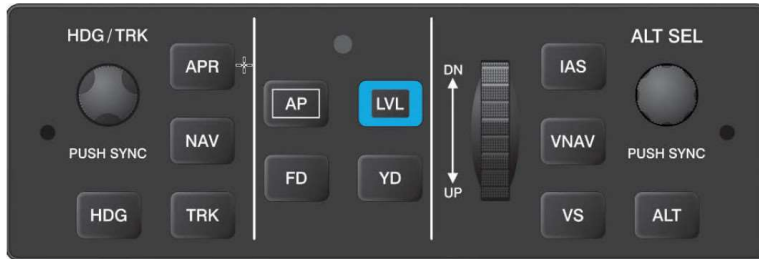 HDG / TRK
APR
NAV
PUSH SYNC
HDG
TRK
AP
LVL
FD
YD
DN
UP
IAS
VNAV
VS
ALT SEL
PUSH SYNC
ALT